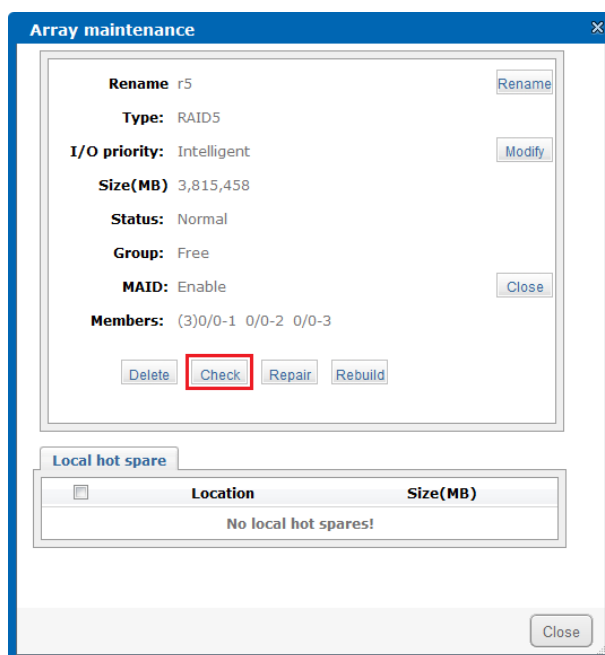 Array maintenance
Rename r5 Rename
Type: RAID5
I/O priority: Intelligent Modify
Size(MB) 3,815,458
Status: Normal
Group: Free
MAID: Enable Close
Members: (3)0/0-1 0/0-2 0/0-3
Delete Check Repair Rebuild
Local hot spare
Location Size(MB)
No local hot spares!
Close